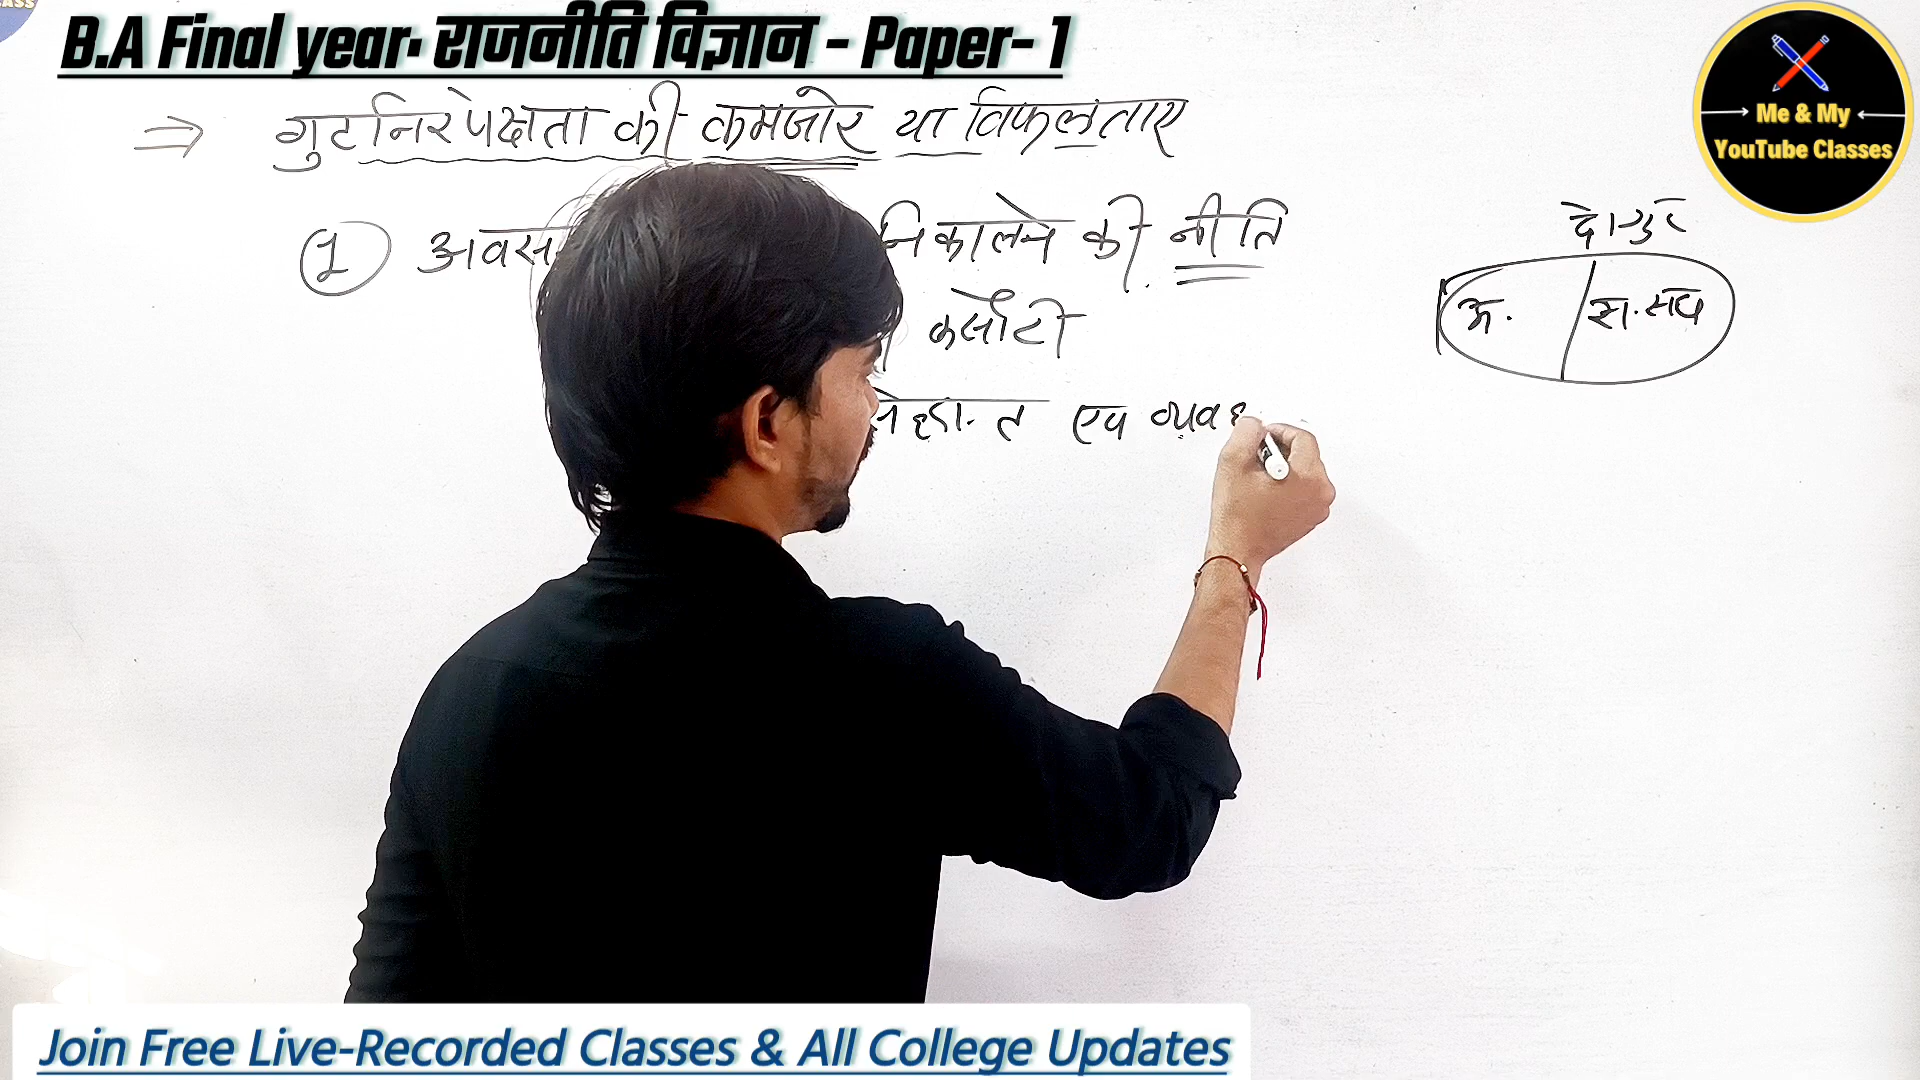 B.A Final year. राजनीति विज्ञान - Paper- 1
Me & My
YouTube Classes
⇒ गुटनिरपेक्षता की कमजोर या विफलताए
① अवस निकालने की नीति
कसौटी
एव व्यवह
दो गुट
अ. | सा. संघ
Join Free Live-Recorded Classes & All College Updates